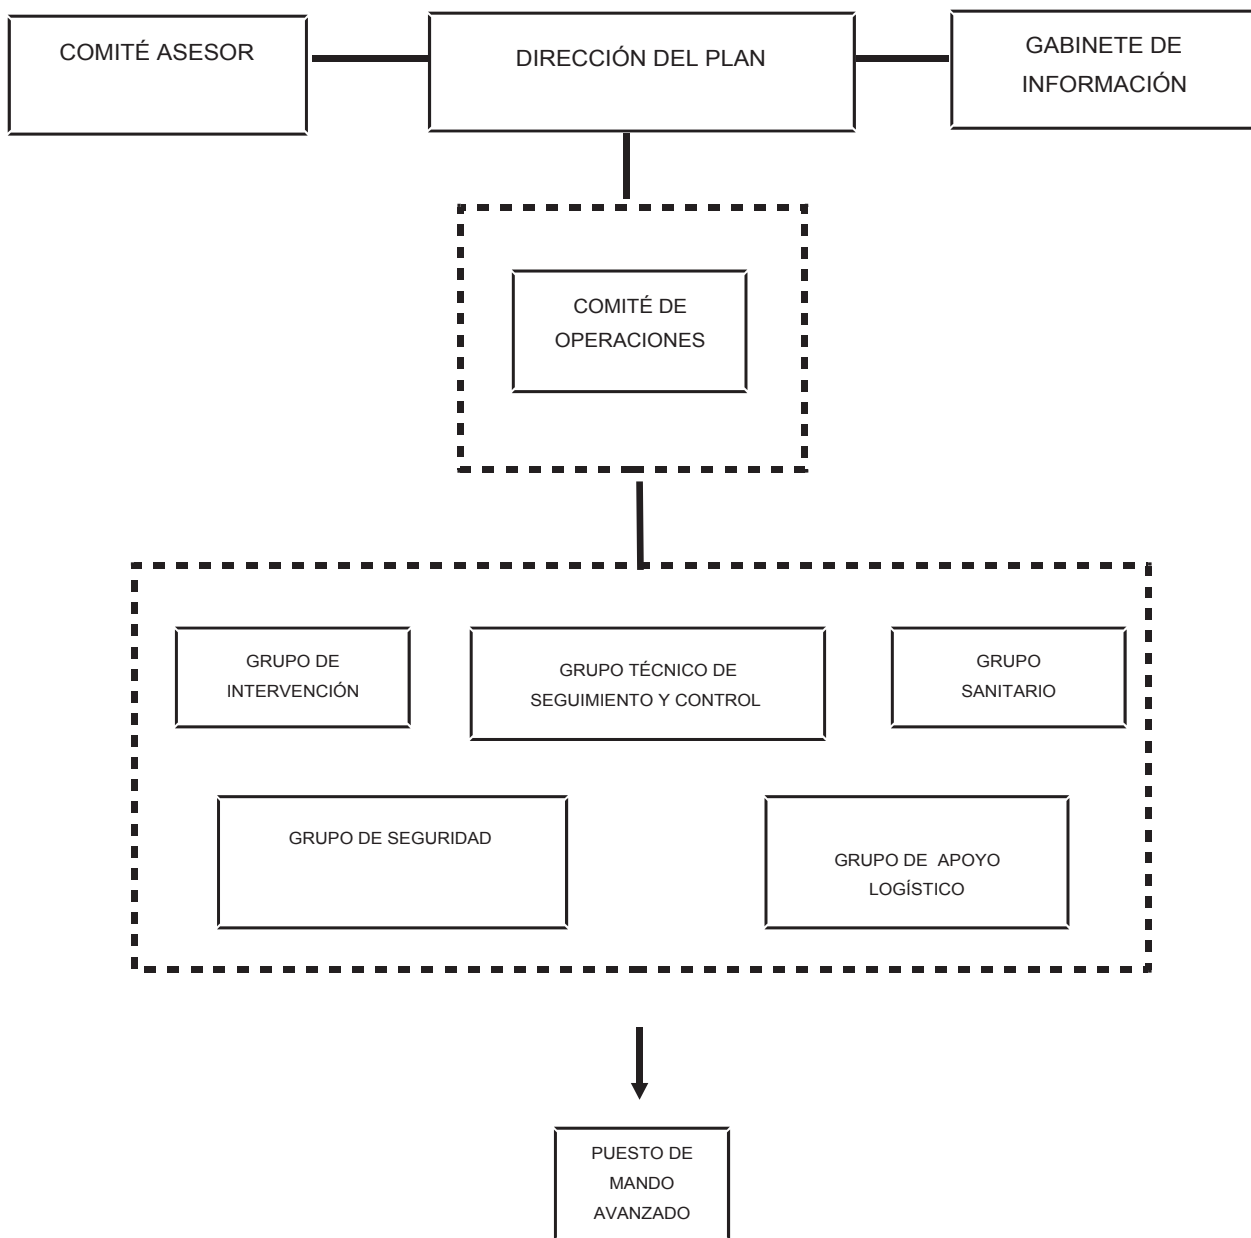 COMITÉ ASESOR
DIRECCIÓN DEL PLAN
GABINETE DE
INFORMACIÓN
COMITÉ DE
OPERACIONES
GRUPO DE
INTERVENCIÓN
GRUPO TÉCNICO DE
SEGUIMIENTO Y CONTROL
GRUPO
SANITARIO
GRUPO DE SEGURIDAD
GRUPO DE APOYO
LOGÍSTICO
PUESTO DE
MANDO
AVANZADO